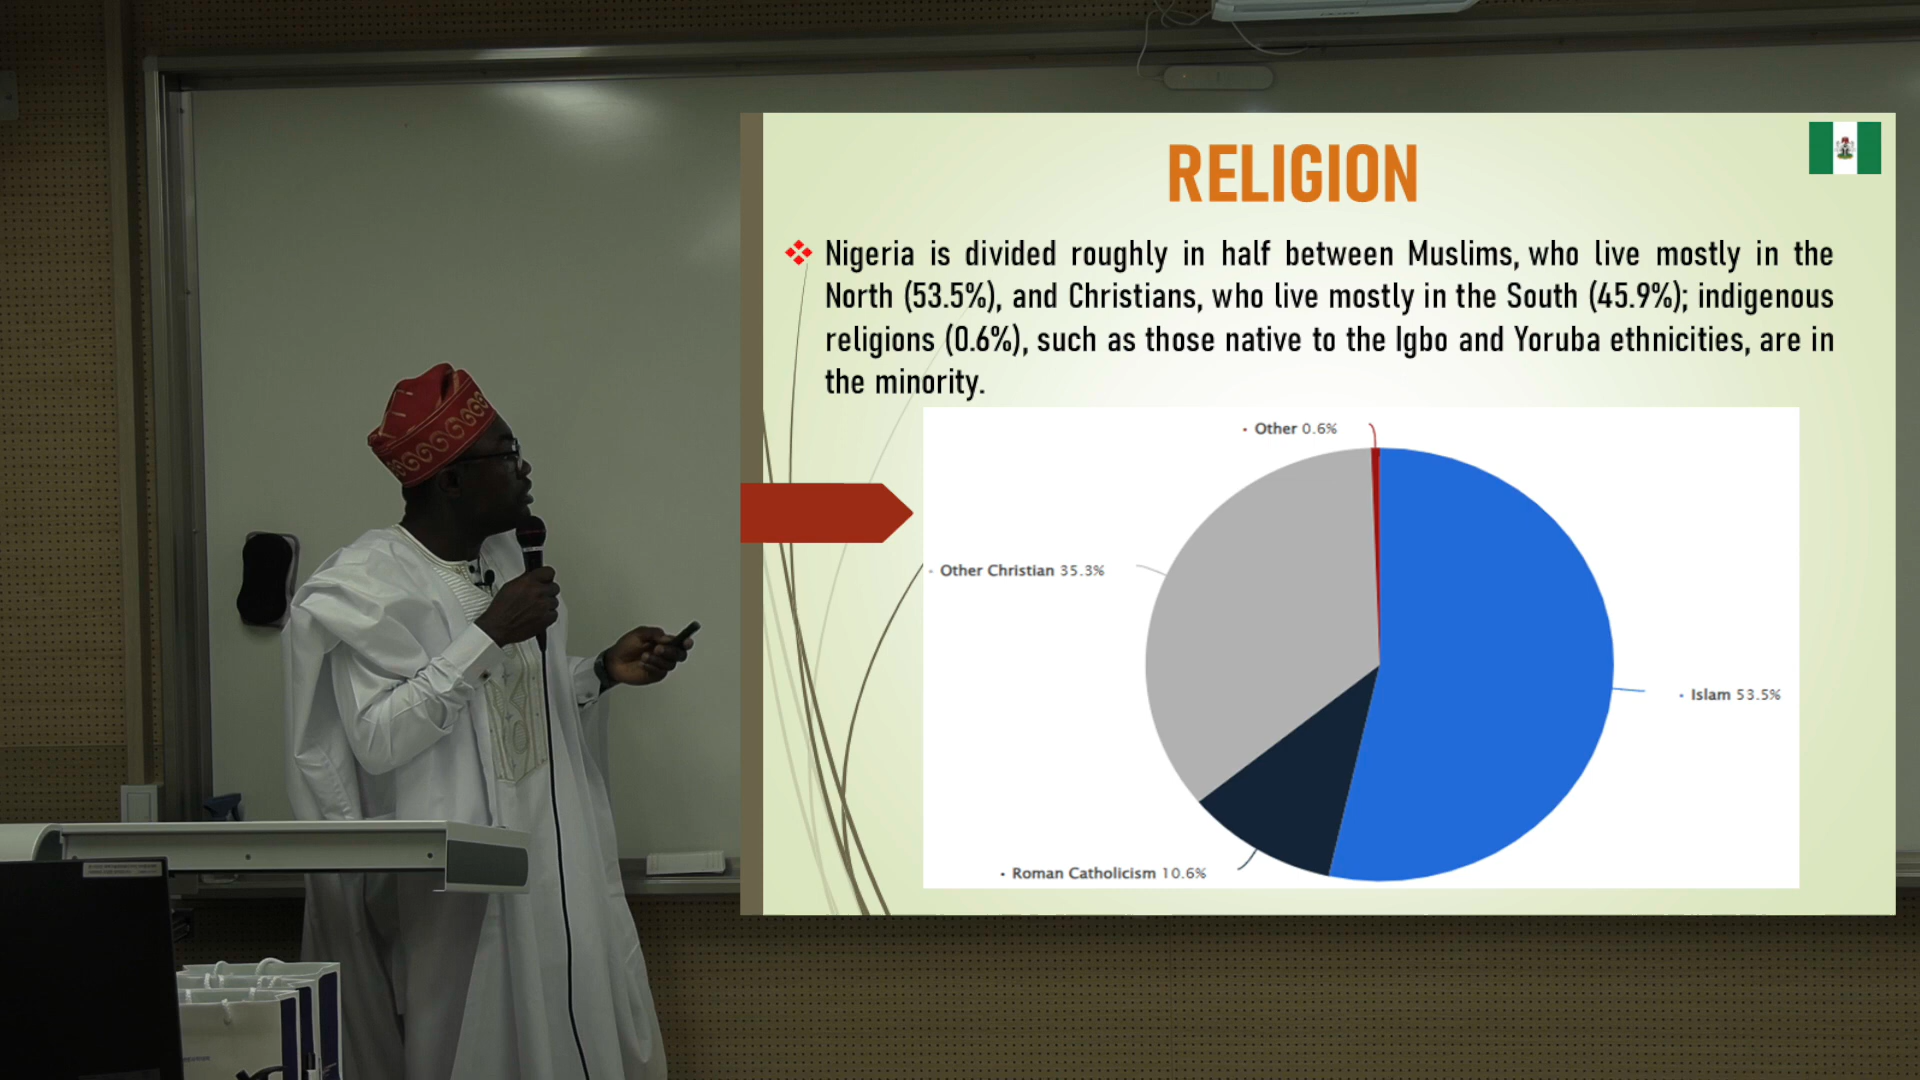 RELIGION
Nigeria is divided roughly in half between Muslims, who live mostly in the
North (53.5%), and Christians, who live mostly in the South (45.9%); indigenous
religions (0.6%), such as those native to the Igbo and Yoruba ethnicities, are in
the minority.
Other 0.6%
Other Christian 35.3%
Islam 53.5%
Roman Catholicism 10.6%